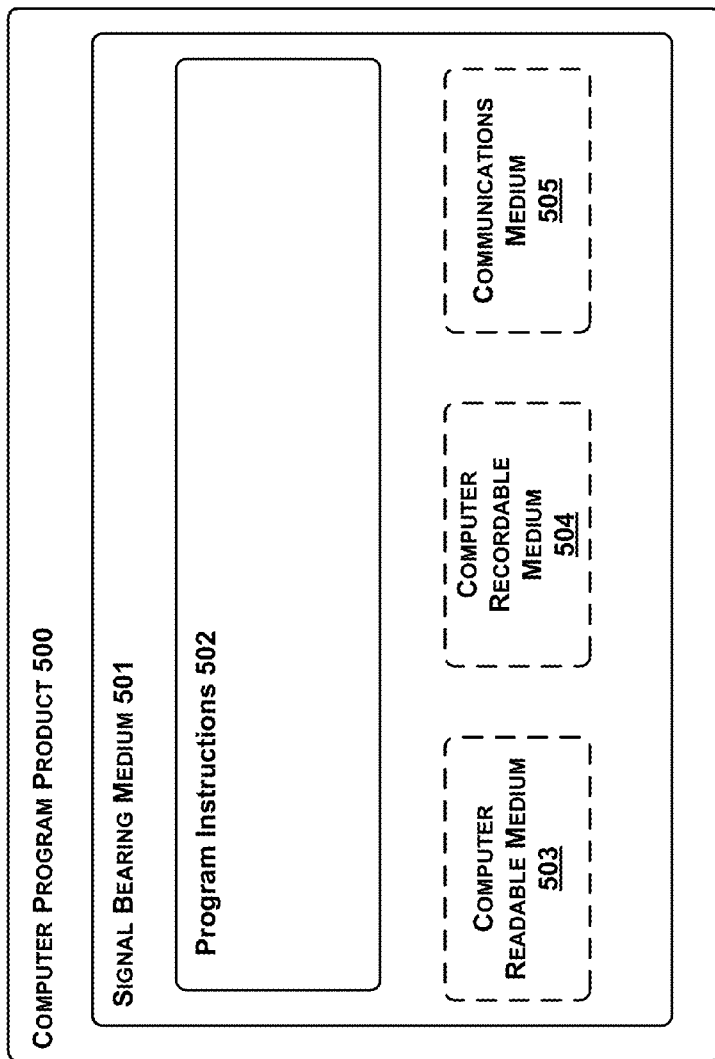 COMPUTER PROGRAM PRODUCT 500
SIGNAL BEARING MEDIUM 501
Program Instructions 502
COMPUTER
READABLE MEDIUM
503
COMPUTER
RECORDABLE
MEDIUM
504
COMMUNICATIONS
MEDIUM
505